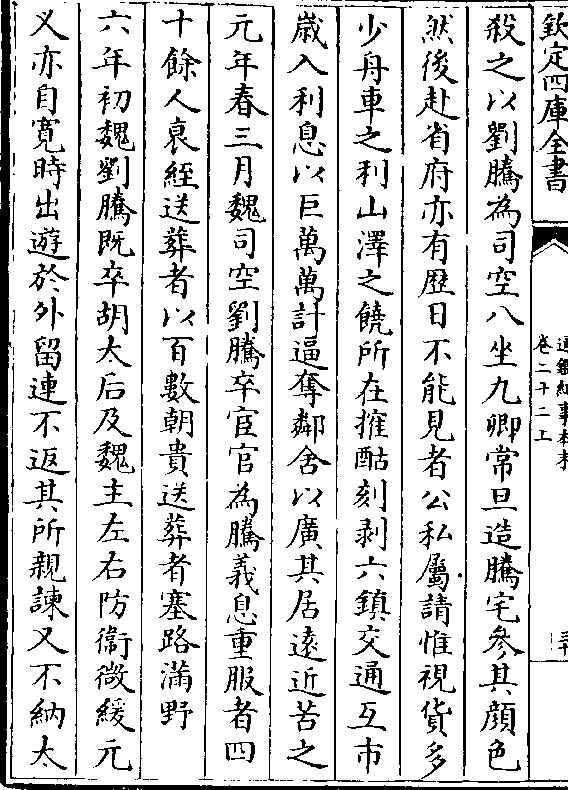 欽定四庫全書
通鑑紀事本末
卷二十二上
殺之以劉騰為司空八坐九卿常旦造騰宅參其顏色
然後赴省府亦有歷日不能見者公私屬請惟視貨多
少舟車之利山澤之饒所在搉酤刻剥六鎮交通互市
歲入利息以巨萬萬計逼奪鄰舍以廣其居遠近苦之
元年春三月魏司空劉騰卒宦官為騰義息重服者四
十餘人衰絰送葬者以百數朝貴送葬者塞路滿野
六年初魏劉騰既卒胡太后及魏主左右防衛微緩元
义亦自寬時出遊於外留連不返其所親諫义不納太